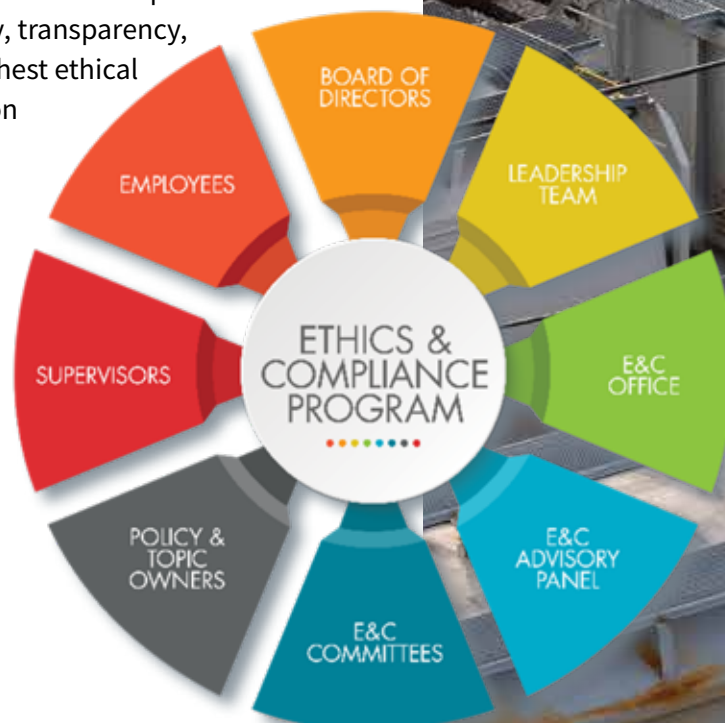 y, transparency,
hest ethical
on
BOARD OF
DIRECTORS
LEADERSHIP
TEAM
E&C
OFFICE
E&C
ADVISORY
PANEL
E&C
COMMITTEES
POLICY &
TOPIC
OWNERS
SUPERVISORS
EMPLOYEES
ETHICS &
COMPLIANCE
PROGRAM